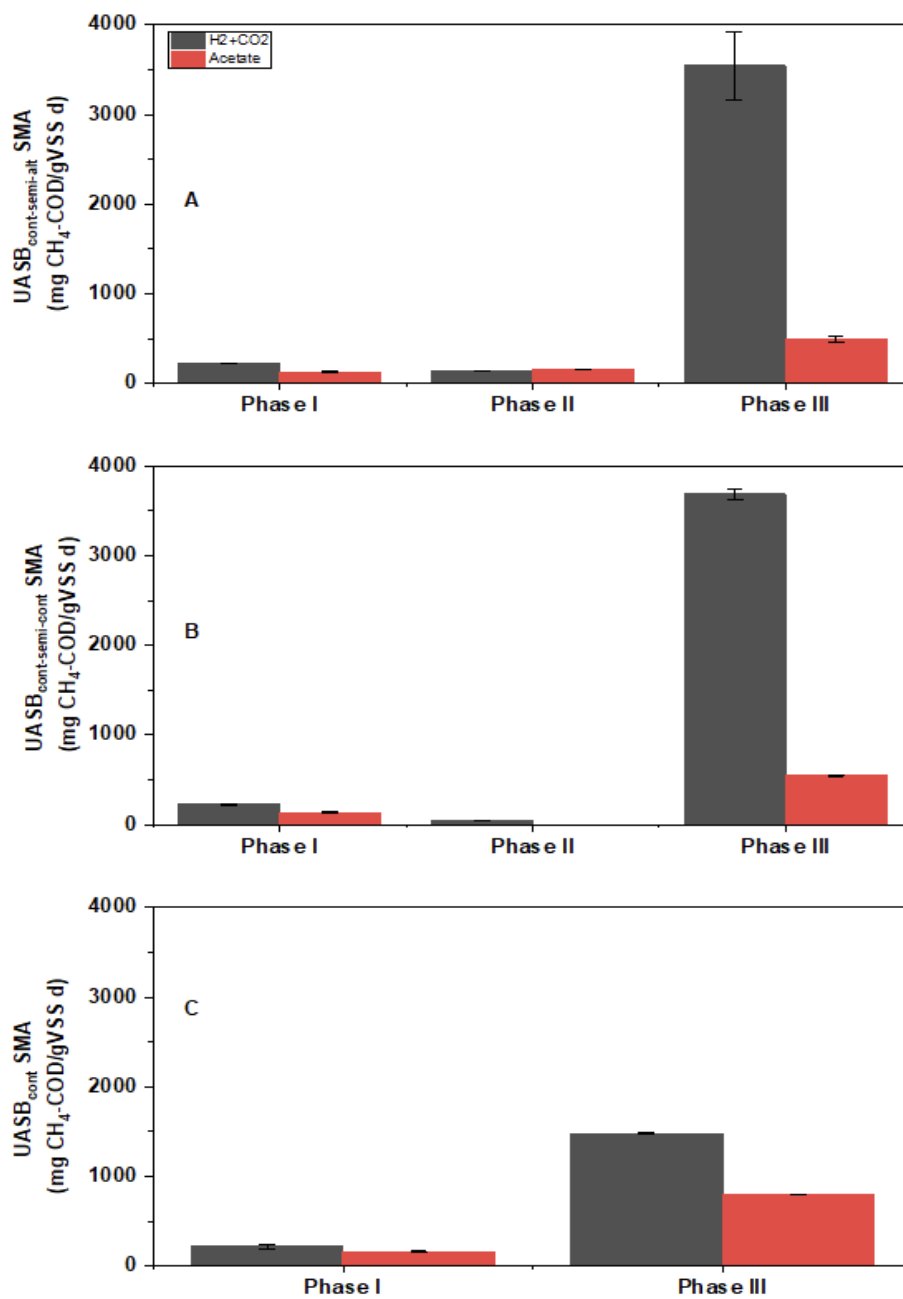 UASBcont-semi-alt SMA
(mg CH4-COD/gVSS d)
4000
3000
2000
1000
0
H2+CO2
Acetate
A
Phase I Phase II Phase III
UASBcont-semi-cont SMA
(mg CH4-COD/gVSS d)
4000
3000
2000
1000
0
B
Phase I Phase II Phase III
UASBcont SMA
(mg CH4-COD/gVSS d)
4000
3000
2000
1000
0
C
Phase I Phase III